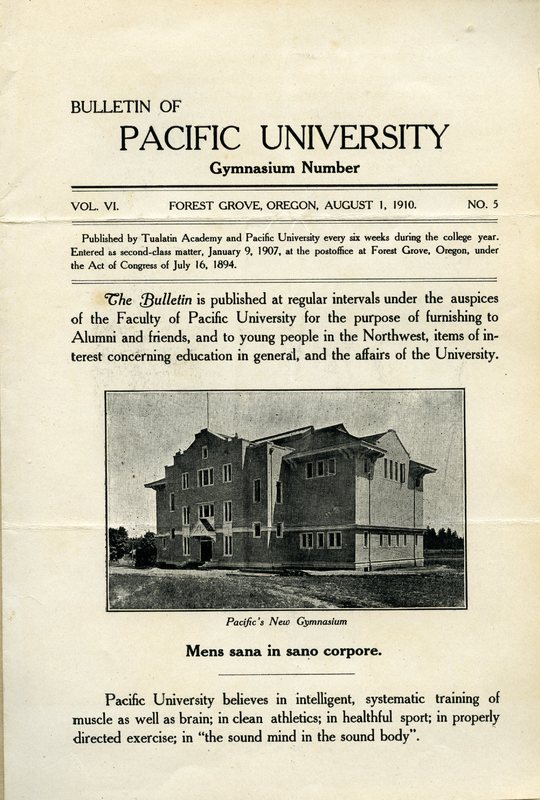 BULLETIN OF
PACIFIC UNIVERSITY
Gymnasium Number
VOL. VI. FOREST GROVE, OREGON, AUGUST 1, 1910. NO. 5
Published by Tualatin Academy and Pacific University every six weeks during the college year.
Entered as second-class matter, January 9, 1907, at the postoffice at Forest Grove, Oregon, under
the Act of Congress of July 16, 1894.
The Bulletin is published at regular intervals under the auspices
of the Faculty of Pacific University for the purpose of furnishing to
Alumni and friends, and to young people in the Northwest, items of in-
terest concerning education in general, and the affairs of the University.
Pacific's New Gymnasium
Mens sana in sano corpore.
Pacific University believes in intelligent, systematic training of
muscle as well as brain; in clean athletics; in healthful sport; in properly
directed exercise; in "the sound mind in the sound body".